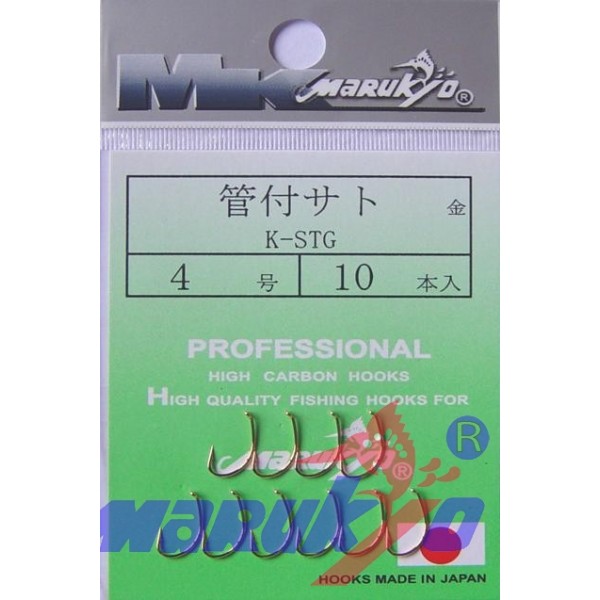 MK MARUKYO ®
管付サト 金
K-STG
4 号 10 本入
PROFESSIONAL
HIGH CARBON HOOKS
HIGH QUALITY FISHING HOOKS FOR
MARUKYO ®
MARUKYO ®
HOOKS MADE IN JAPAN